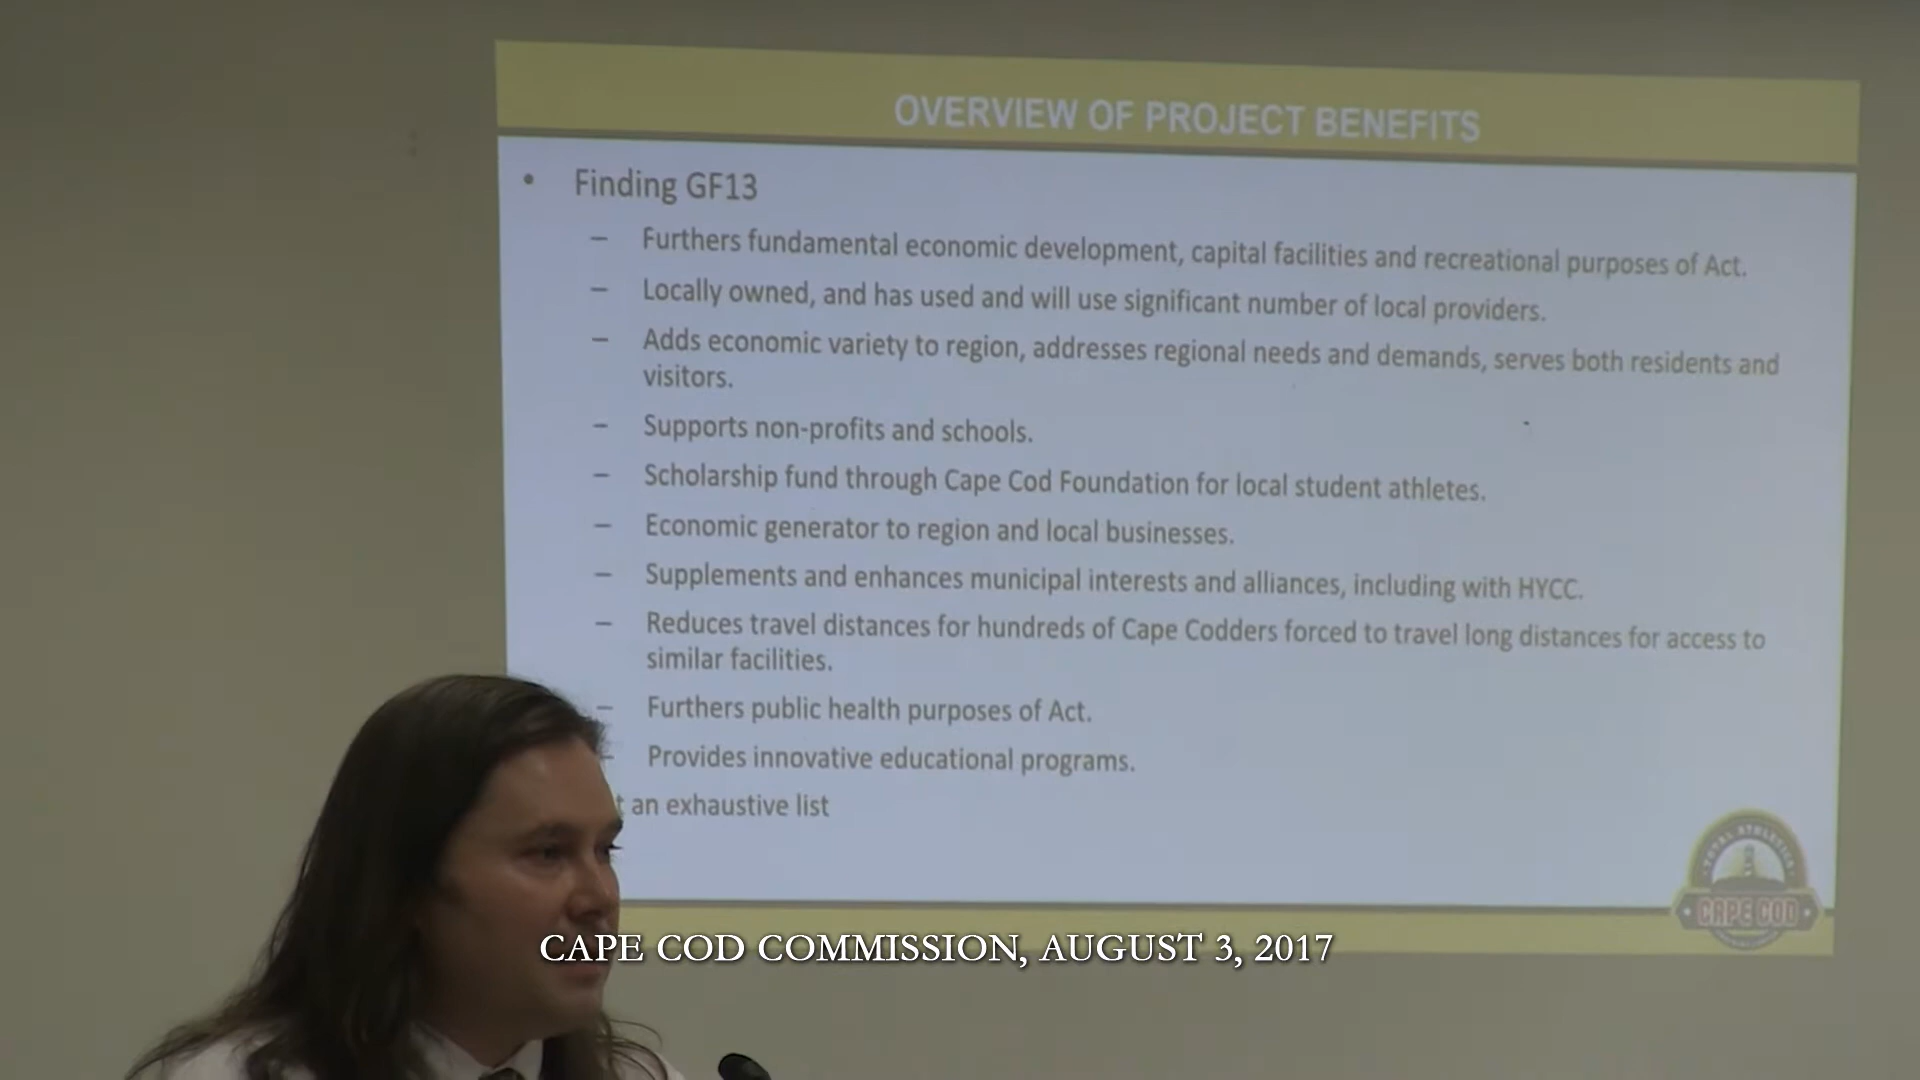 OVERVIEW OF PROJECT BENEFITS
• Finding GF13
– Furthers fundamental economic development, capital facilities and recreational purposes of Act.
– Locally owned, and has used and will use significant number of local providers.
– Adds economic variety to region, addresses regional needs and demands, serves both residents and
visitors.
– Supports non-profits and schools.
– Scholarship fund through Cape Cod Foundation for local student athletes.
– Economic generator to region and local businesses.
– Supplements and enhances municipal interests and alliances, including with HYCC.
– Reduces travel distances for hundreds of Cape Codders forced to travel long distances for access to
similar facilities.
– Furthers public health purposes of Act.
– Provides innovative educational programs.
an exhaustive list
TOTAL ATHLETICS
CAPE COD
CAPE COD COMMISSION, AUGUST 3, 2017